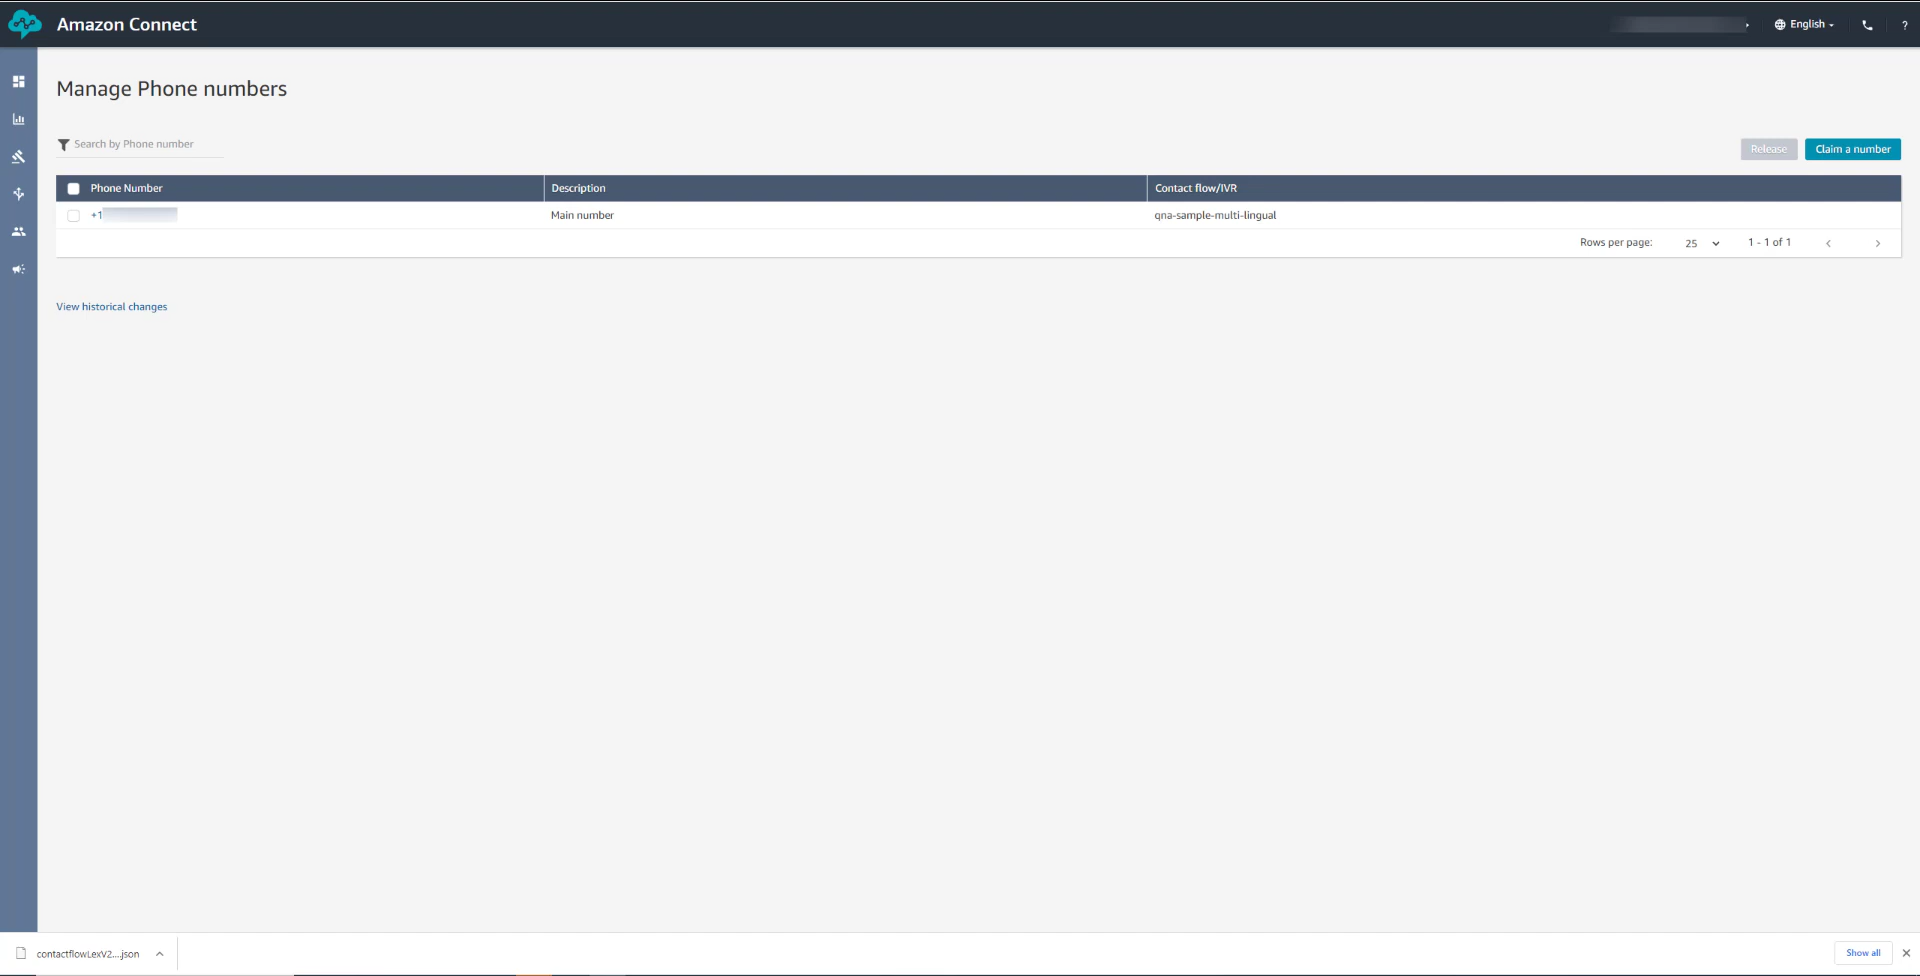 Amazon Connect
English
?
Manage Phone numbers
Search by Phone number
Release
Claim a number
Phone Number
Description
Contact flow/IVR
+1
Main number
qna-sample-multi-lingual
Rows per page:
25
1 - 1 of 1
View historical changes
contactflowLexV2....json
Show all